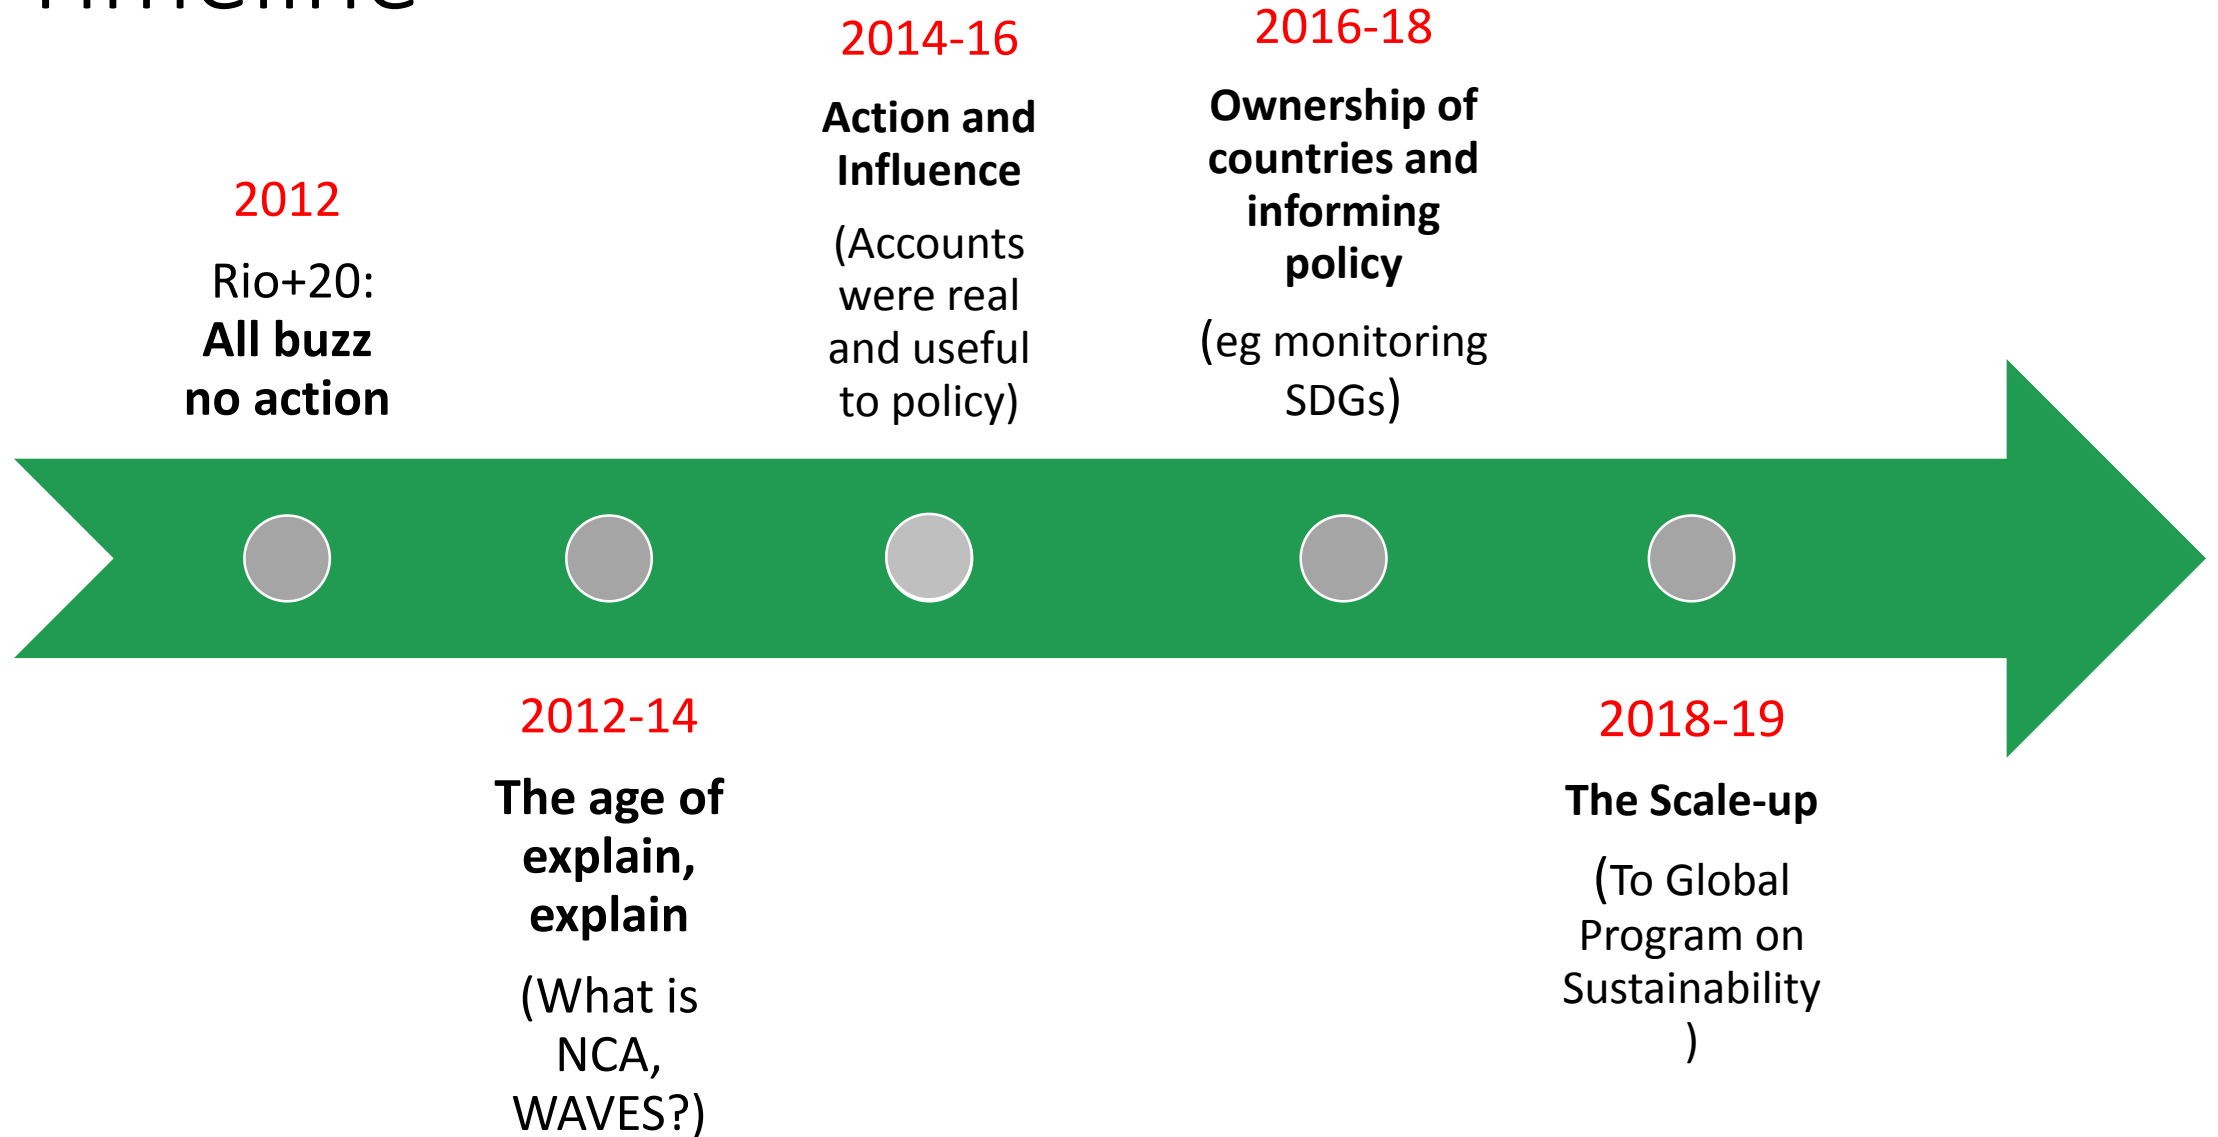 Timeline
2012
Rio+20:
All buzz
no action
2012-14
The age of
explain,
explain
(What is
NCA,
WAVES?)
2014-16
Action and
Influence
(Accounts
were real
and useful
to policy)
2016-18
Ownership of
countries and
informing
policy
(eg monitoring
SDGs)
2018-19
The Scale-up
(To Global
Program on
Sustainability
)